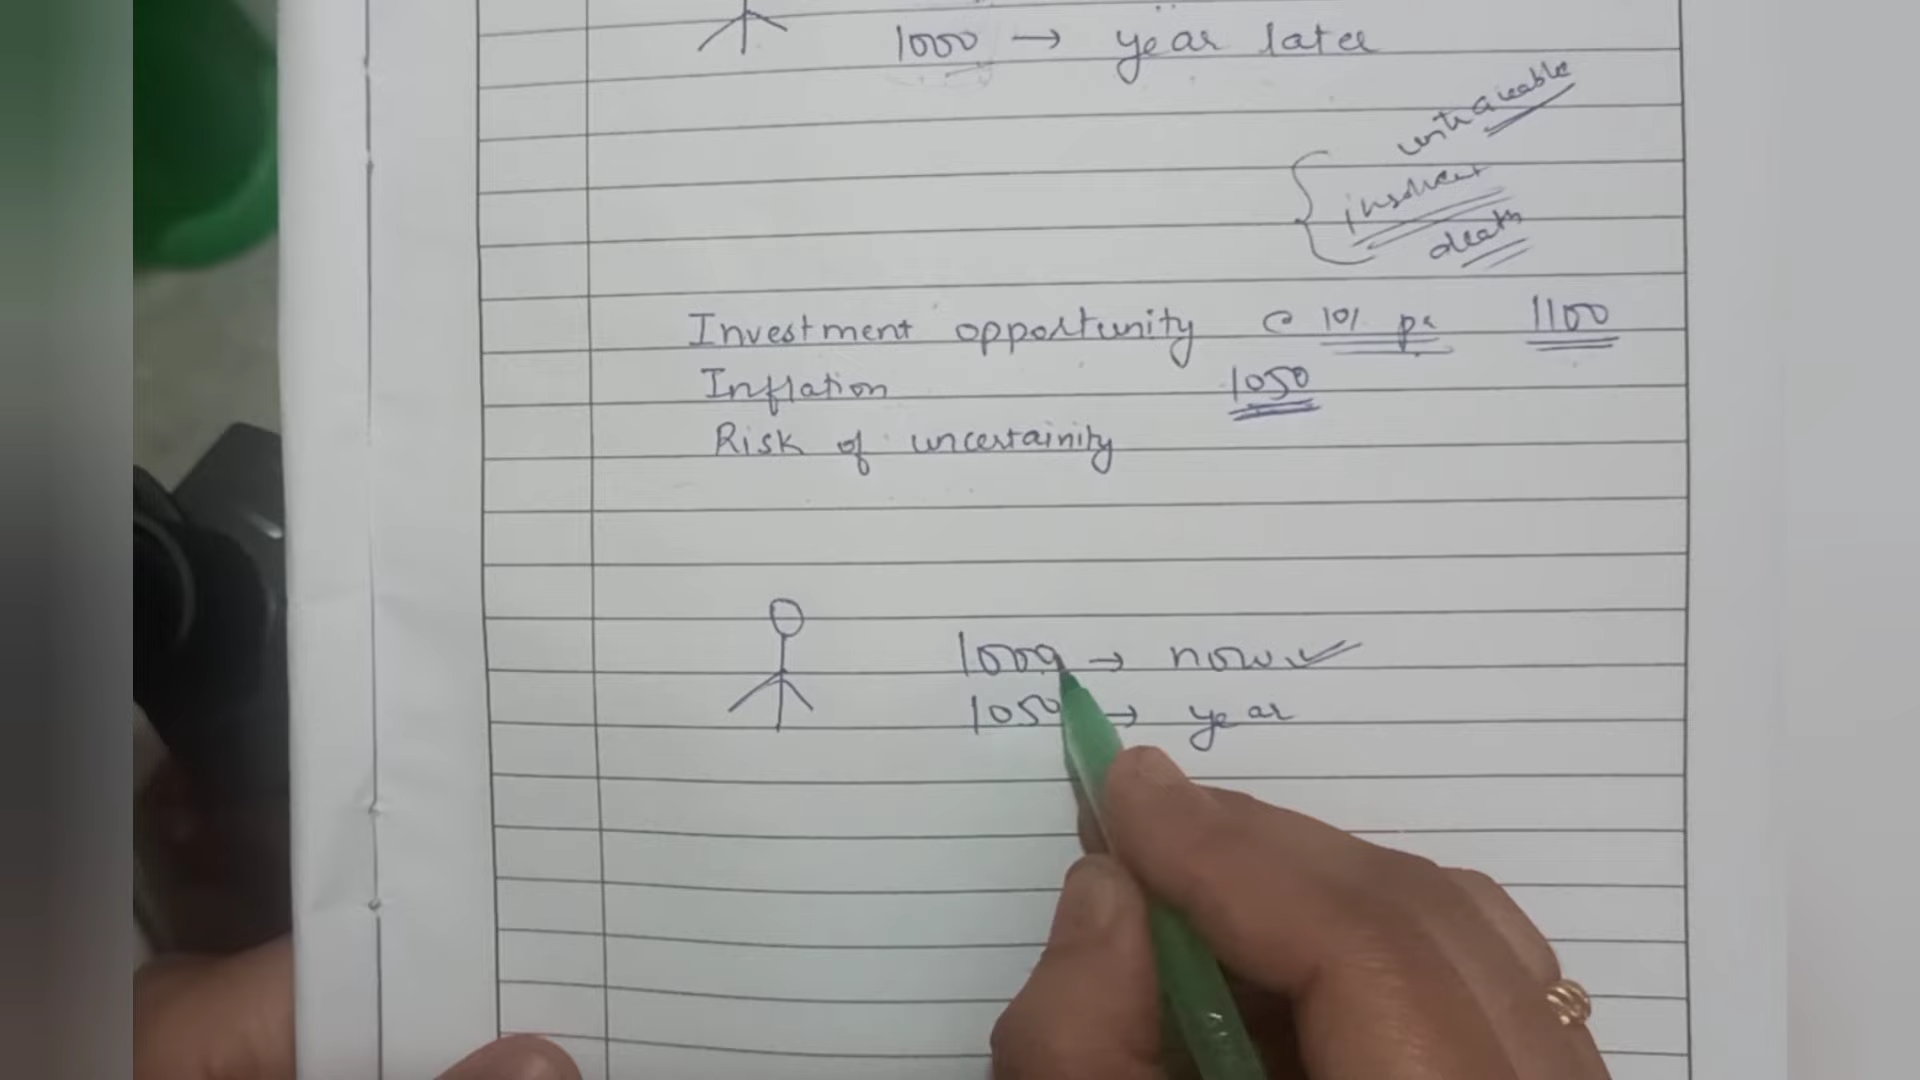 1000 → year later
untraceable
insolvent
death
Investment opportunity @ 10% pa 1100
Inflation 1050
Risk of uncertainity
1000 → now ✓
1050 → year